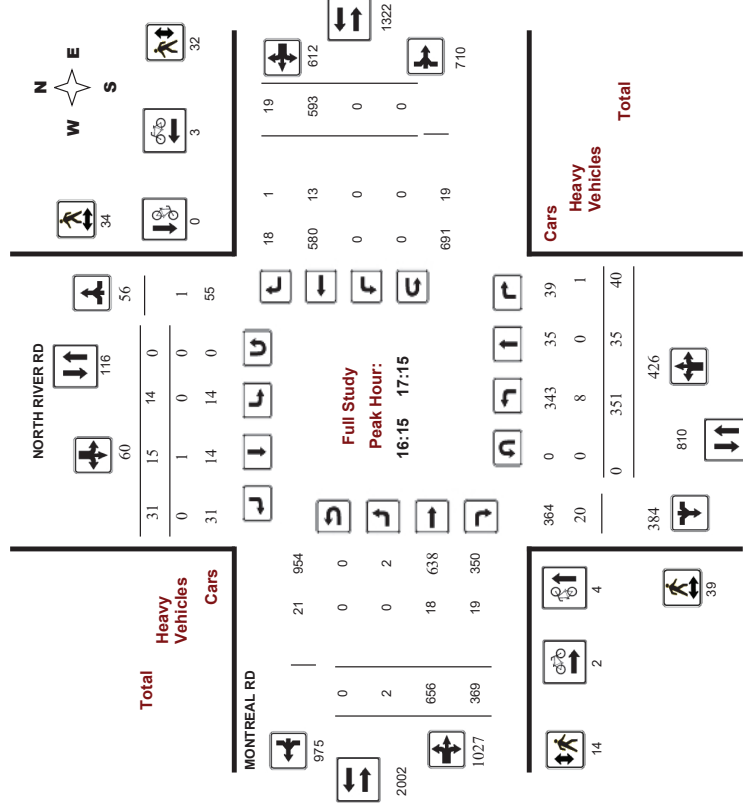 N
W E
S
34
32
3
0
NORTH RIVER RD
60 116 56
31 15 14 0
0 1 0 0 1
31 14 14 0 55
Total
Heavy
Vehicles
Cars
MONTREAL RD
975 21 954
2002
0 0 0
2 0 2
656 18 638
369 19 350
1027
Full Study
Peak Hour:
16:15 17:15
18 1 19
580 13 593
0 0 0
0 0 0
691 19
612
1322
710
Cars
Heavy
Vehicles
Total
364 0 343 35 39
20 0 8 0 1
0 351 35 40
384 810 426
14
2
4
39